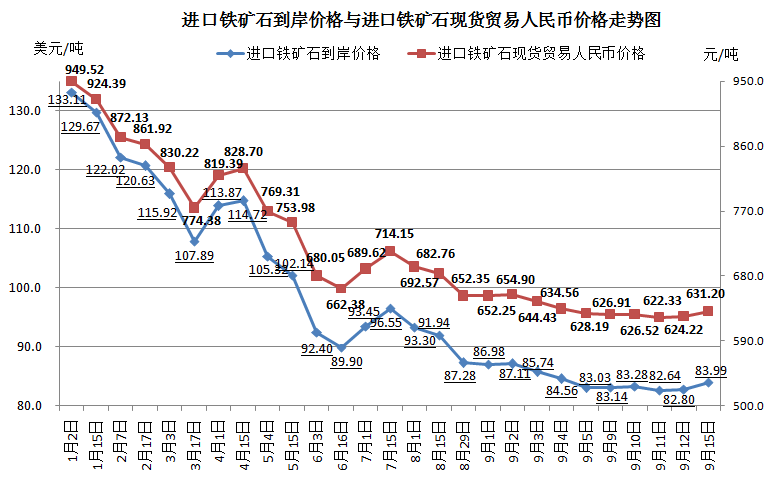 进口铁矿石到岸价格与进口铁矿石现货贸易人民币价格走势图
美元/吨
进口铁矿石到岸价格
进口铁矿石现货贸易人民币价格
元/吨
130.0
120.0
110.0
100.0
90.0
80.0
950.0
860.0
770.0
680.0
590.0
500.0
949.52
924.39
872.13
861.92
830.22
774.38
819.39
828.70
769.31
753.98
680.05
662.38
689.62
714.15
692.57
682.76
652.35
652.25
654.90
644.43
634.56
628.19
626.91
626.52
622.33
624.22
631.20
133.11
129.67
122.02
120.63
115.92
107.89
113.87
114.72
105.32
102.14
92.40
89.90
93.45
96.55
93.30
91.94
87.28
86.98
87.11
85.74
84.56
83.03
83.14
83.28
82.64
82.80
83.99
1月2日
1月15日
2月7日
2月17日
3月3日
3月17日
4月1日
4月15日
5月4日
5月15日
6月3日
6月16日
7月1日
7月15日
8月1日
8月15日
8月29日
9月1日
9月2日
9月3日
9月4日
9月5日
9月9日
9月10日
9月11日
9月12日
9月15日